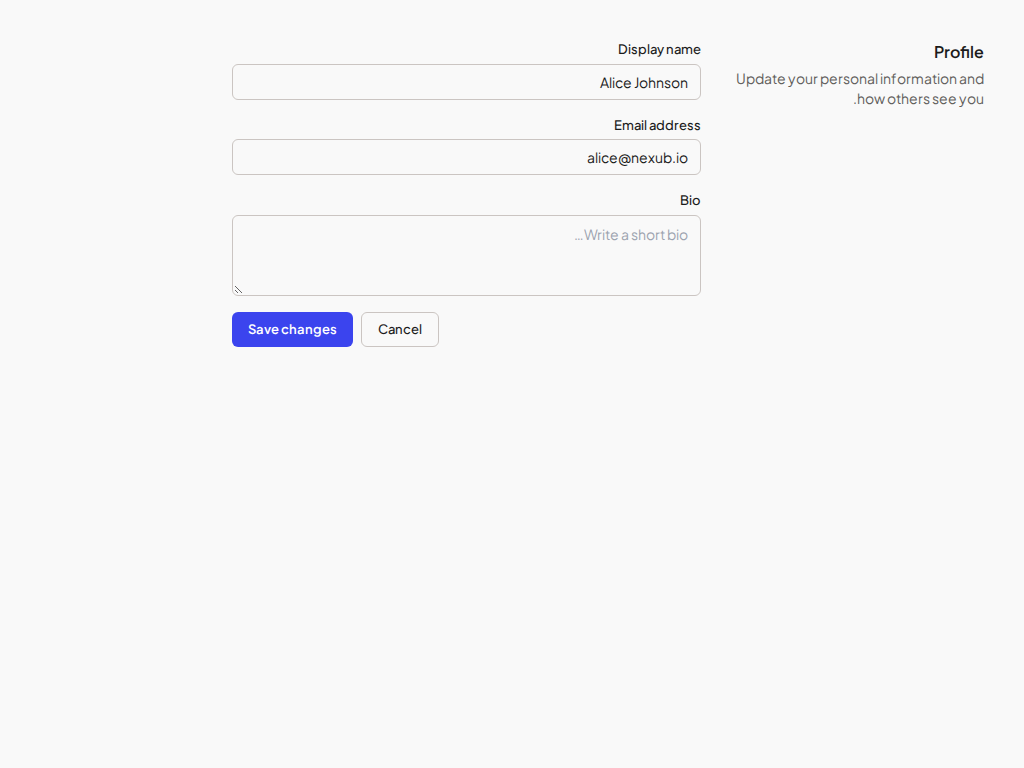 Profile
Update your personal information and
.how others see you
Display name
Alice Johnson
Email address
alice@nexub.io
Bio
...Write a short bio
Save changes
Cancel